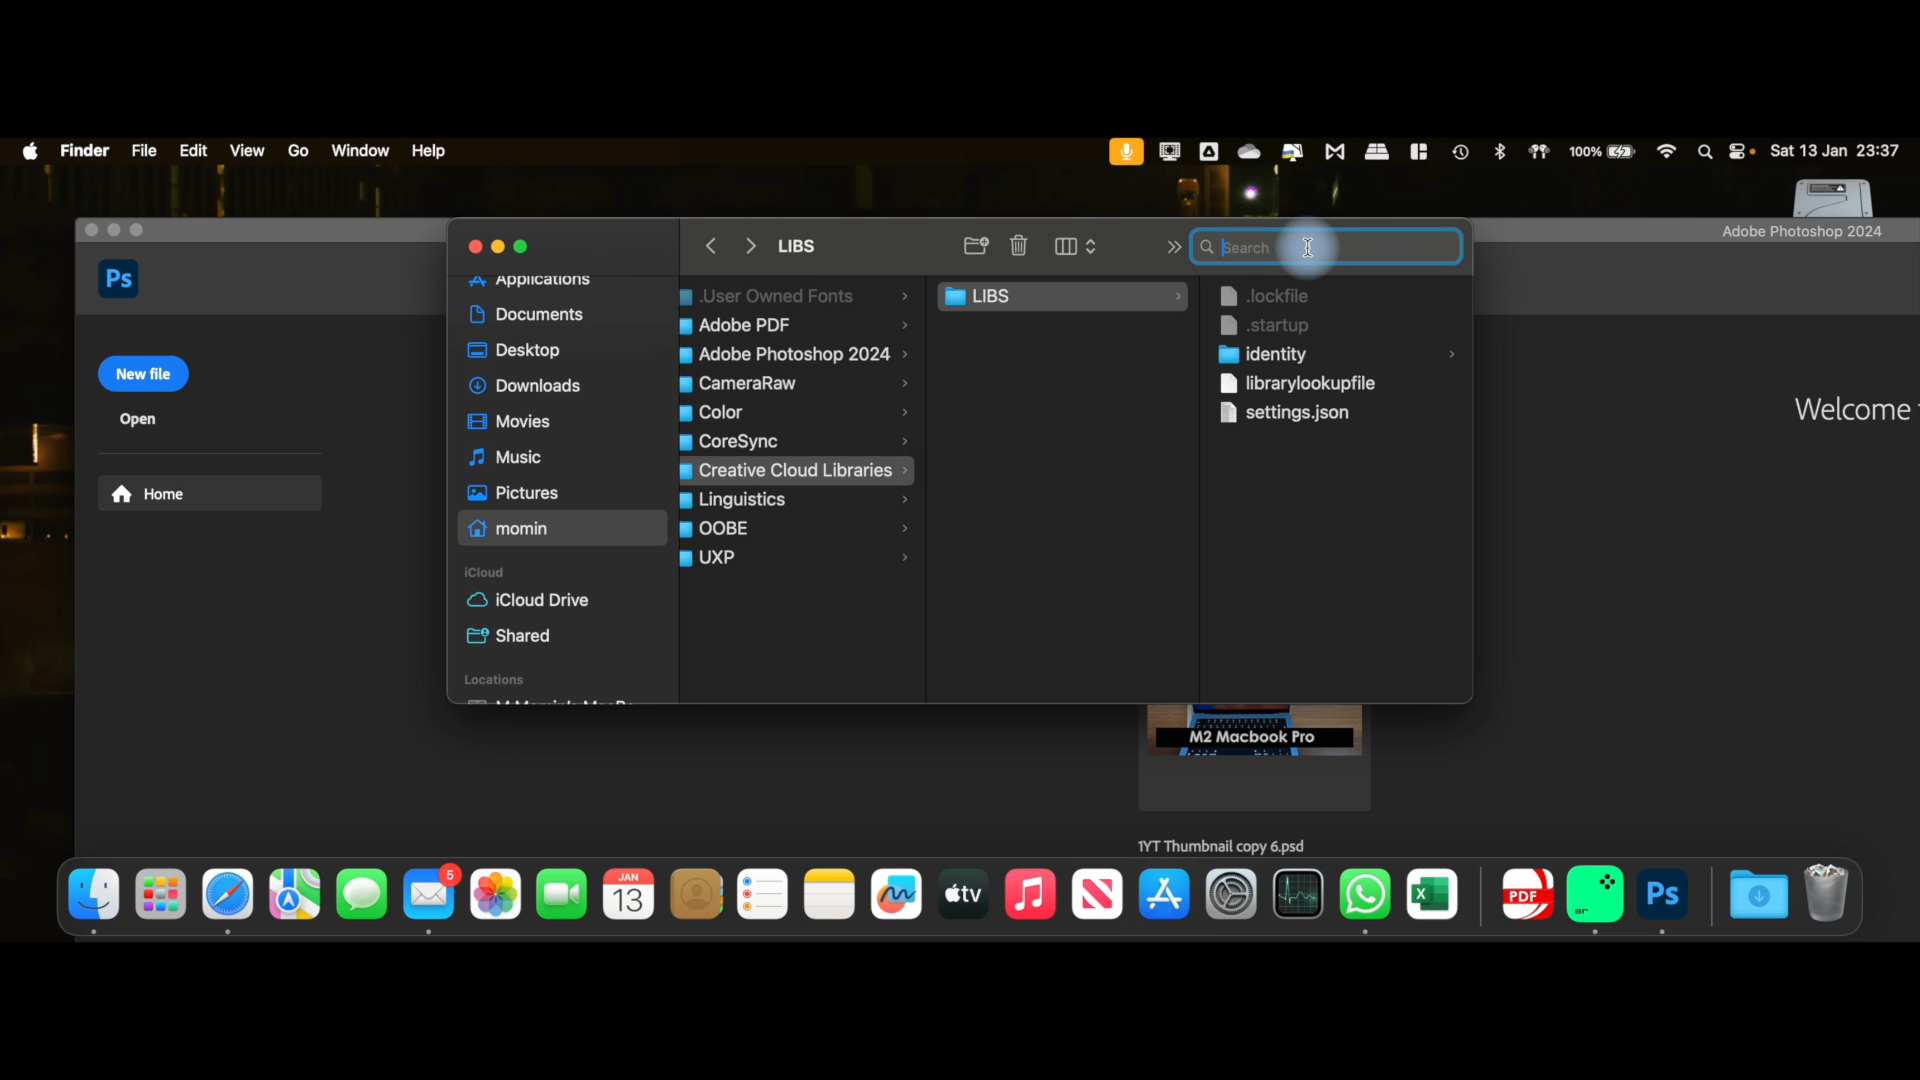 Finder File Edit View Go Window Help 100% Sat 13 Jan 23:37
Adobe Photoshop 2024
Ps
New file
Open
Home
Welcome
LIBS
Search
Applications
Documents
Desktop
Downloads
Movies
Music
Pictures
momin
iCloud
iCloud Drive
Shared
Locations
.User Owned Fonts
Adobe PDF
Adobe Photoshop 2024
CameraRaw
Color
CoreSync
Creative Cloud Libraries
Linguistics
OOBE
UXP
LIBS
.lockfile
.startup
identity
librarylookupfile
settings.json
M2 Macbook Pro
1YT Thumbnail copy 6.psd
5
JAN
13
tv
PDF
sr
Ps